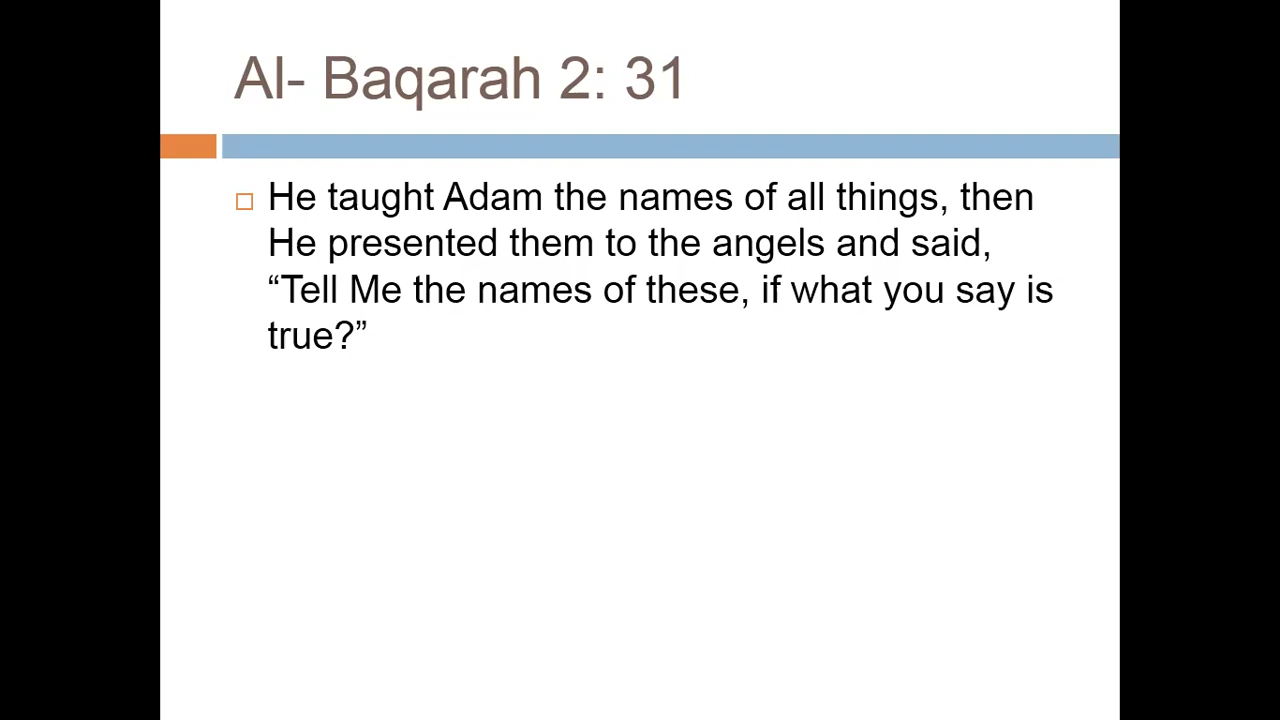 Al- Baqarah 2: 31
He taught Adam the names of all things, then
He presented them to the angels and said,
“Tell Me the names of these, if what you say is
true?”